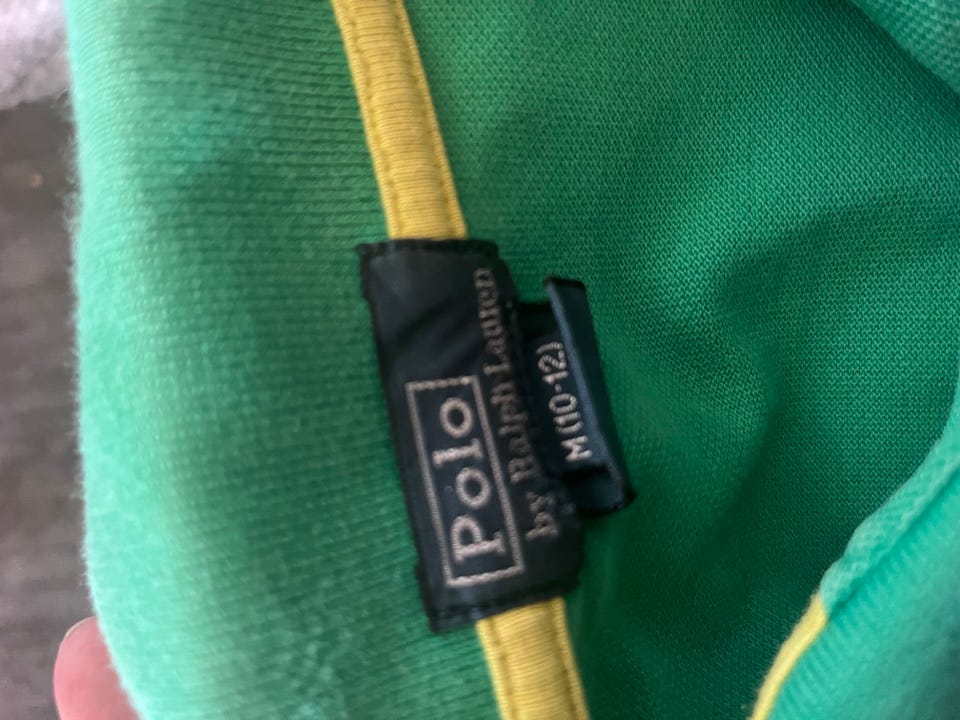 Polo
by Ralph Lauren
M (10-12)